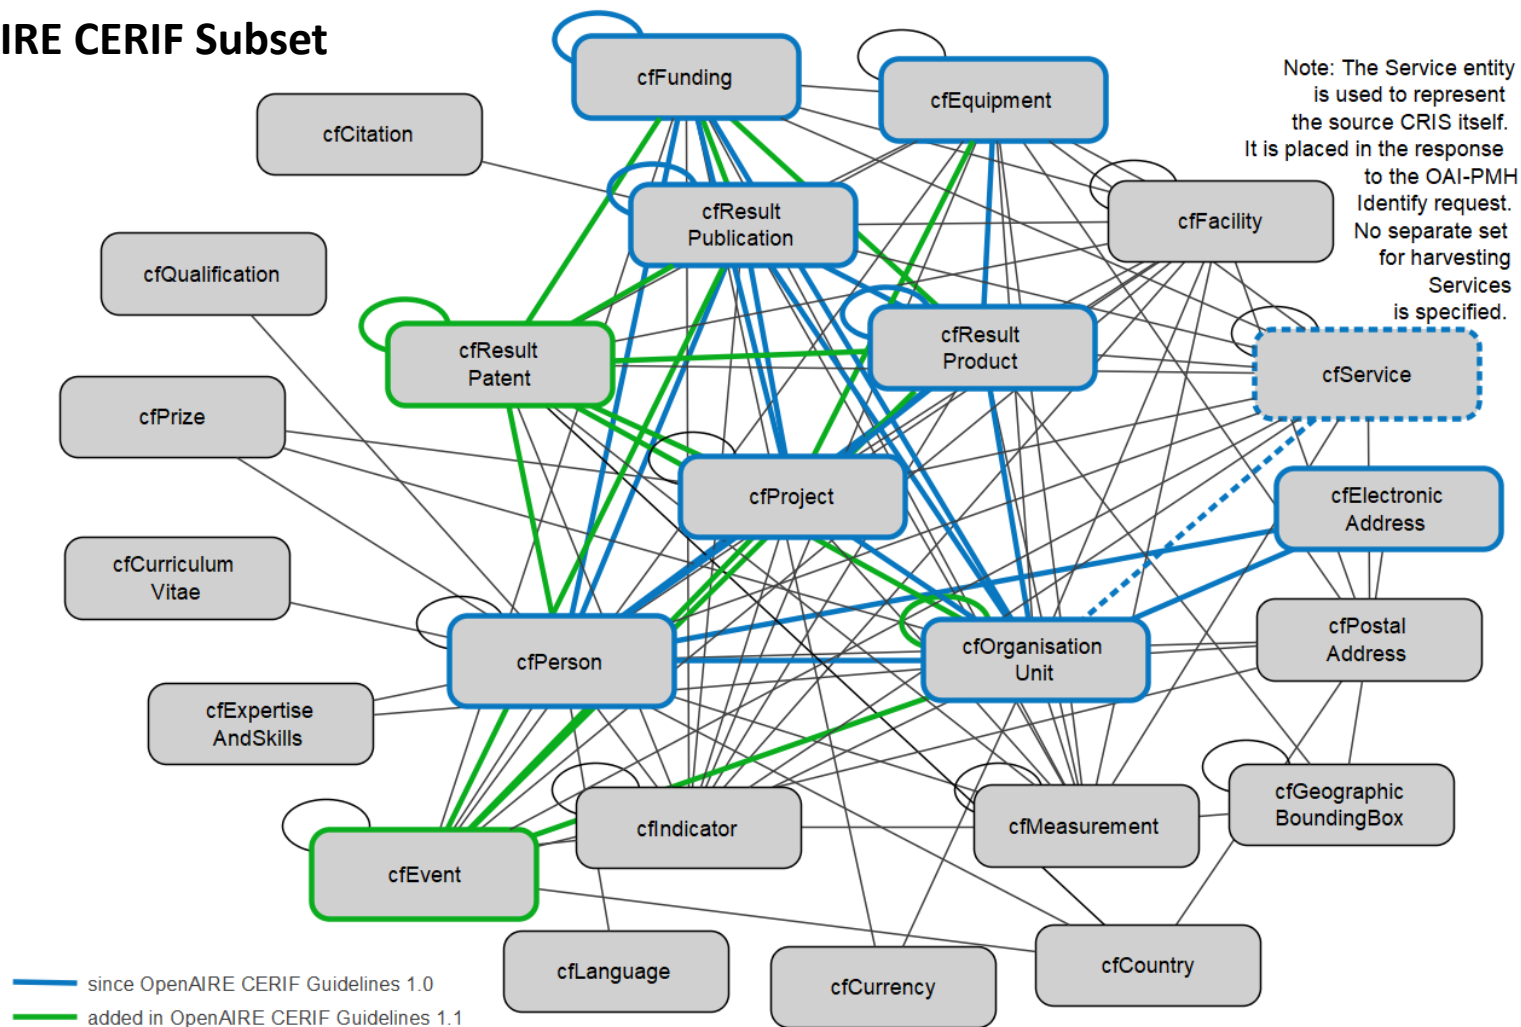 IRE CERIF Subset
cfFunding
cfEquipment
Note: The Service entity
is used to represent
the source CRIS itself.
It is placed in the response
to the OAI-PMH
Identify request.
No separate set
for harvesting
Services
is specified.
cfCitation
cfResult
Publication
cfFacility
cfQualification
cfResult
Patent
cfResult
Product
cfService
cfPrize
cfProject
cfElectronic
Address
cfCurriculum
Vitae
cfPerson
cfOrganisation
Unit
cfPostal
Address
cfExpertise
AndSkills
cfIndicator
cfMeasurement
cfGeographic
BoundingBox
cfEvent
cfLanguage
cfCurrency
cfCountry
since OpenAIRE CERIF Guidelines 1.0
added in OpenAIRE CERIF Guidelines 1.1